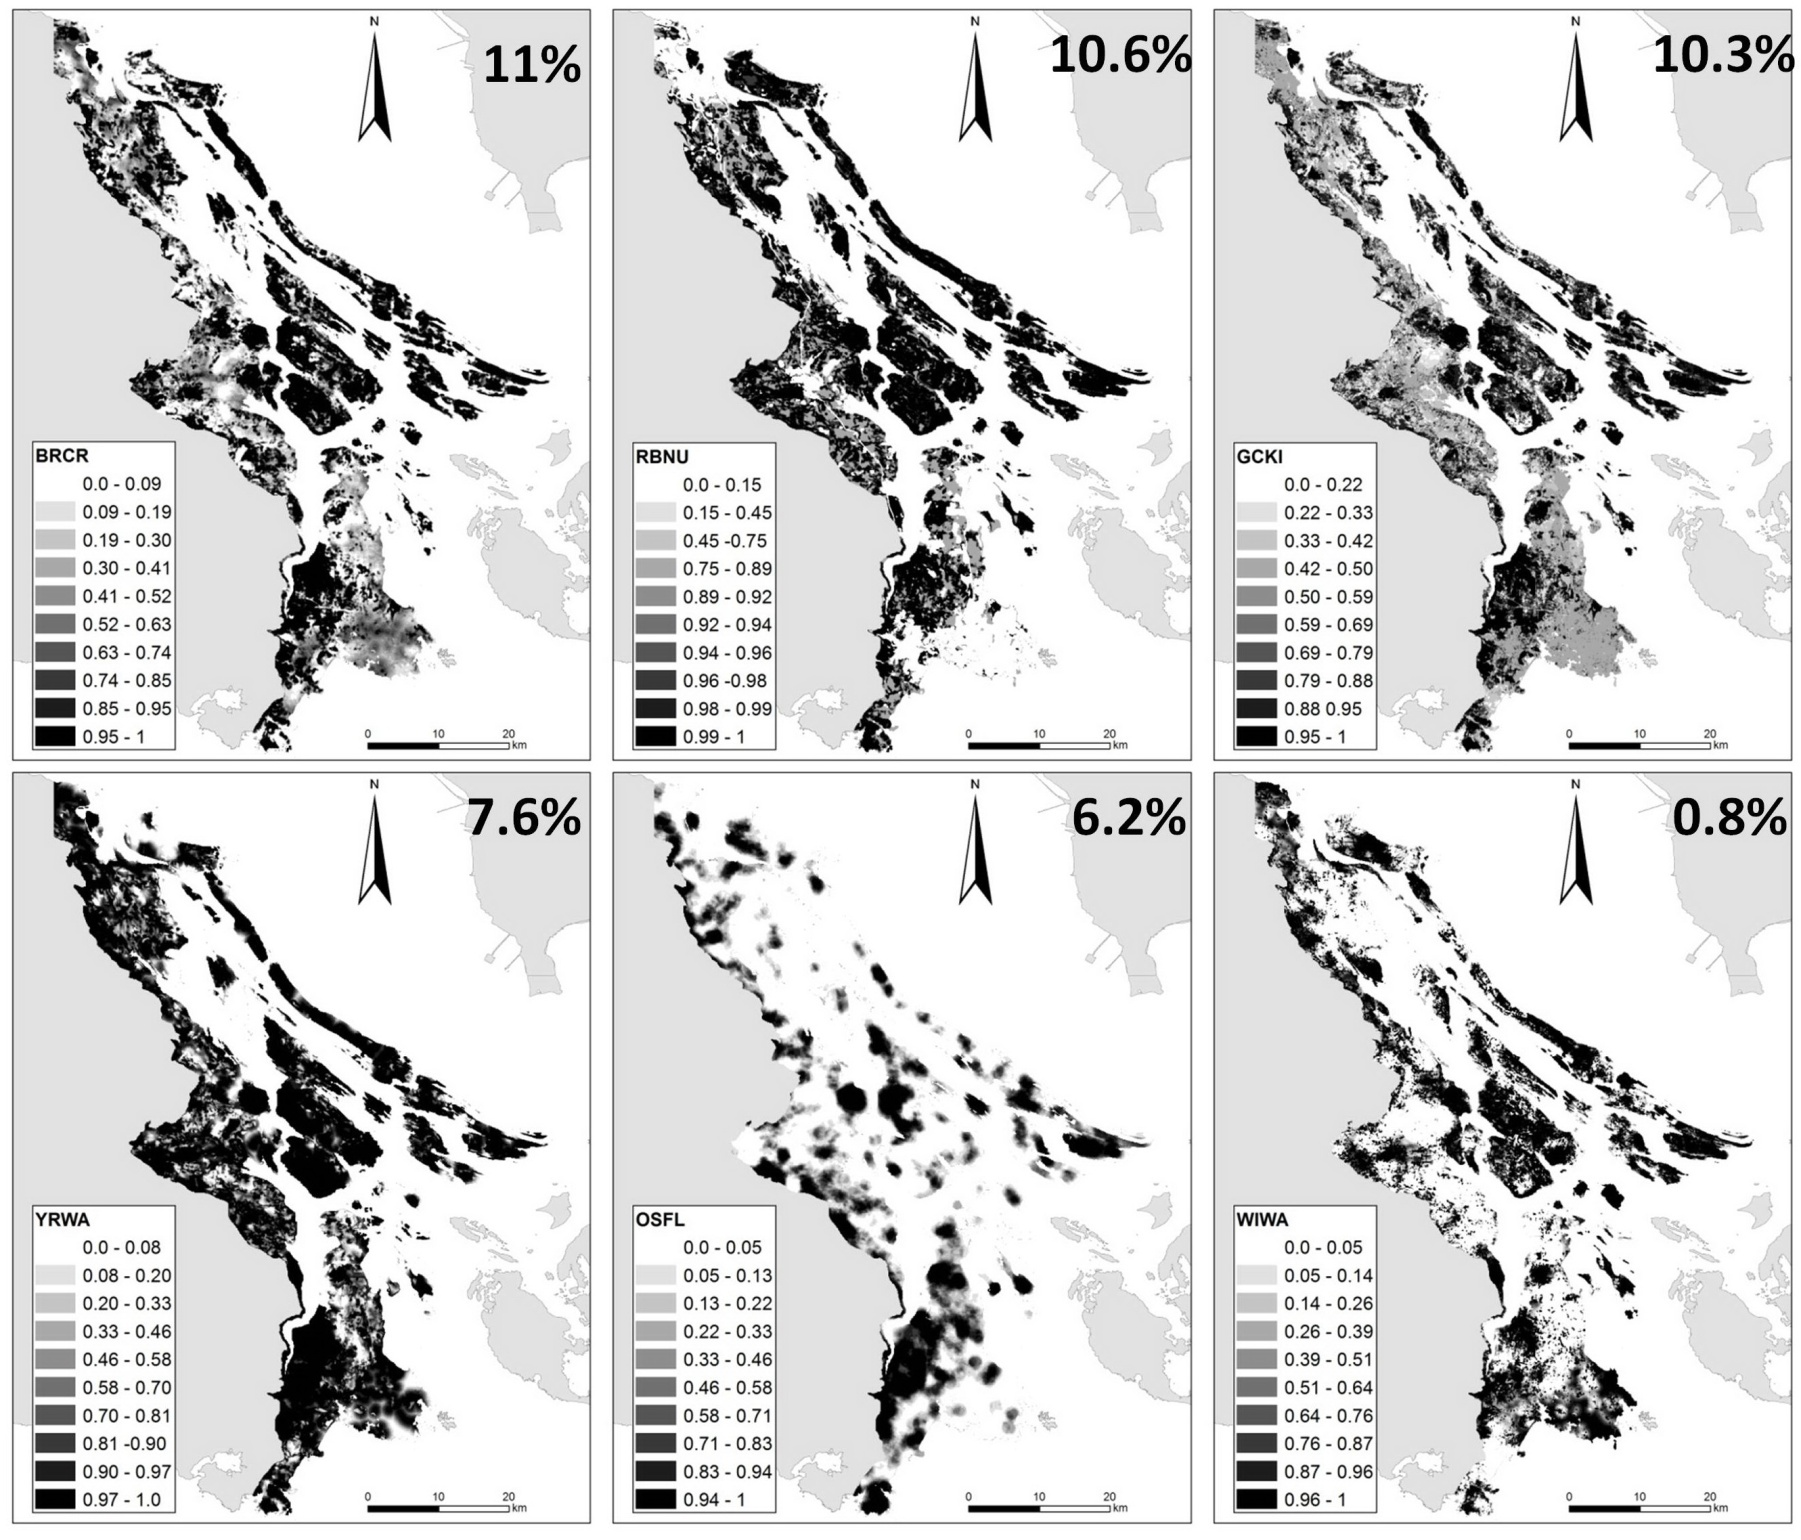 N
11%
BRCR
0.0 - 0.09
0.09 - 0.19
0.19 - 0.30
0.30 - 0.41
0.41 - 0.52
0.52 - 0.63
0.63 - 0.74
0.74 - 0.85
0.85 - 0.95
0.95 - 1
0 10 20
km
N
10.6%
RBNU
0.0 - 0.15
0.15 - 0.45
0.45 -0.75
0.75 - 0.89
0.89 - 0.92
0.92 - 0.94
0.94 - 0.96
0.96 -0.98
0.98 - 0.99
0.99 - 1
0 10 20
km
N
10.3%
GCKI
0.0 - 0.22
0.22 - 0.33
0.33 - 0.42
0.42 - 0.50
0.50 - 0.59
0.59 - 0.69
0.69 - 0.79
0.79 - 0.88
0.88 0.95
0.95 - 1
0 10 20
km
N
7.6%
YRWA
0.0 - 0.08
0.08 - 0.20
0.20 - 0.33
0.33 - 0.46
0.46 - 0.58
0.58 - 0.70
0.70 - 0.81
0.81 -0.90
0.90 - 0.97
0.97 - 1.0
0 10 20
km
N
6.2%
OSFL
0.0 - 0.05
0.05 - 0.13
0.13 - 0.22
0.22 - 0.33
0.33 - 0.46
0.46 - 0.58
0.58 - 0.71
0.71 - 0.83
0.83 - 0.94
0.94 - 1
0 10 20
km
N
0.8%
WIWA
0.0 - 0.05
0.05 - 0.14
0.14 - 0.26
0.26 - 0.39
0.39 - 0.51
0.51 - 0.64
0.64 - 0.76
0.76 - 0.87
0.87 - 0.96
0.96 - 1
0 10 20
km